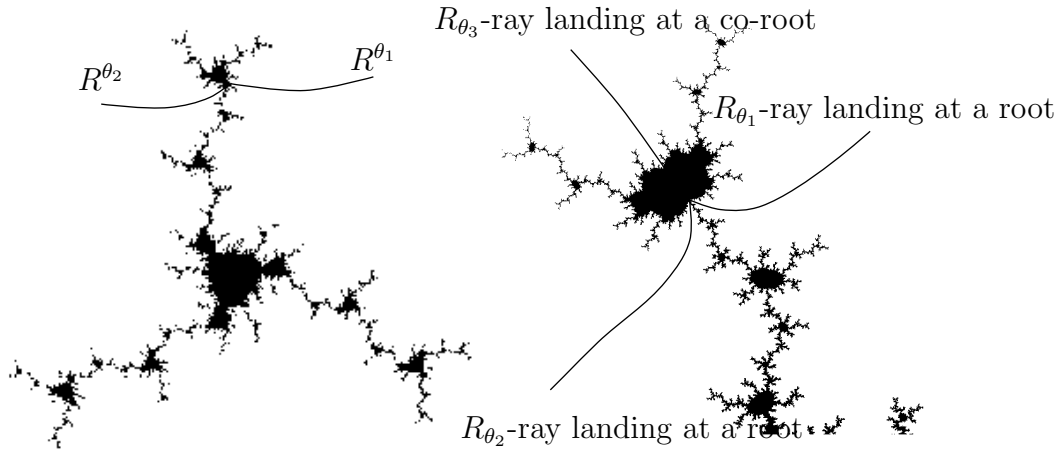 R^{θ_2}
R^{θ_1}
R_{θ_3}-ray landing at a co-root
R_{θ_1}-ray landing at a root
R_{θ_2}-ray landing at a root